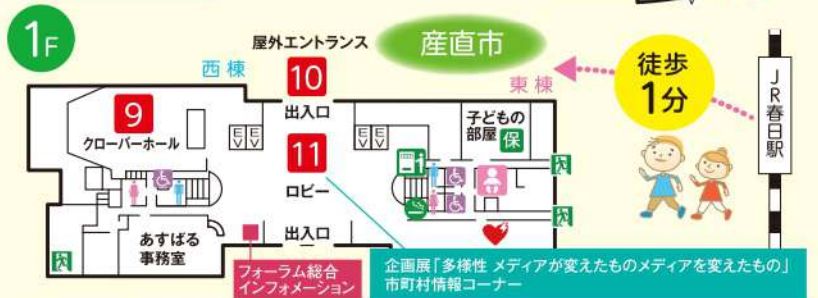 1F
屋外エントランス
産直市
西棟
東棟
徒歩
1分
JR春日駅
10
出入口
9
クローバーホール
EV
EV
EV
EV
子どもの
部屋
保
11
ロビー
i
あすばる
事務室
出入口
フォーラム総合
インフォメーション
企画展「多様性 メディアが変えたものメディアを変えたもの」
市町村情報コーナー